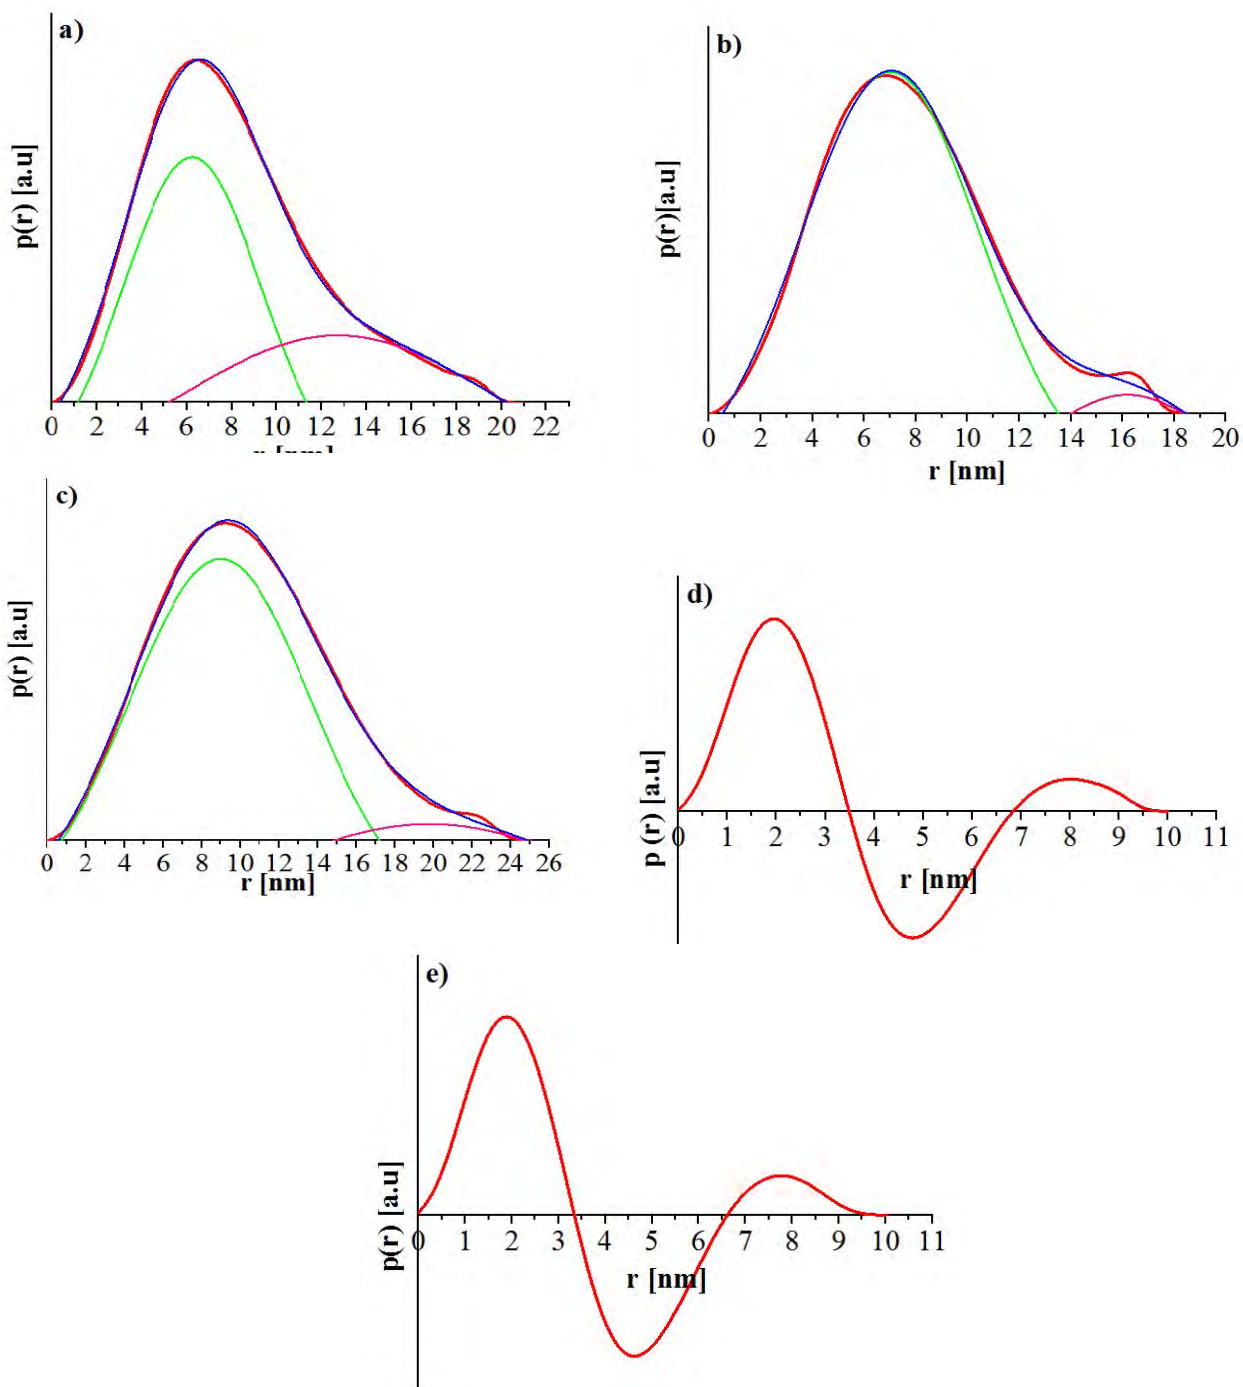 a)
p(r) [a.u]
0 2 4 6 8 10 12 14 16 18 20 22
r [nm]
b)
p(r)[a.u]
0 2 4 6 8 10 12 14 16 18 20
r [nm]
c)
p(r) [a.u]
0 2 4 6 8 10 12 14 16 18 20 22 24 26
r [nm]
d)
p (r) [a.u]
0 1 2 3 4 5 6 7 8 9 10 11
r [nm]
e)
p(r) [a.u]
0 1 2 3 4 5 6 7 8 9 10 11
r [nm]